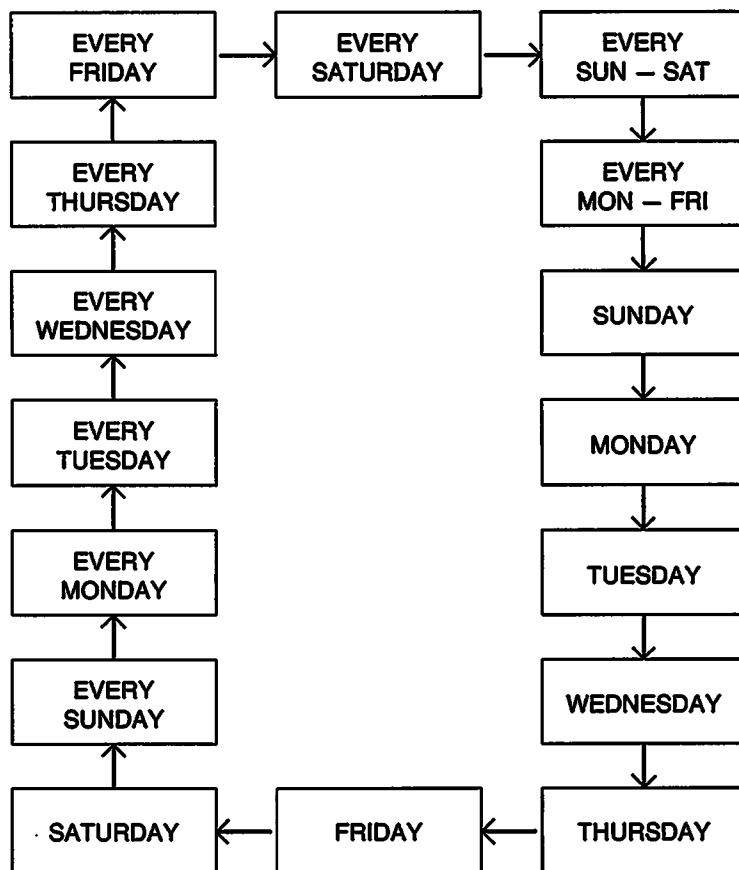 EVERY
FRIDAY
EVERY
SATURDAY
EVERY
SUN – SAT
EVERY
THURSDAY
EVERY
MON – FRI
EVERY
WEDNESDAY
SUNDAY
EVERY
TUESDAY
MONDAY
EVERY
MONDAY
TUESDAY
EVERY
SUNDAY
WEDNESDAY
SATURDAY
FRIDAY
THURSDAY